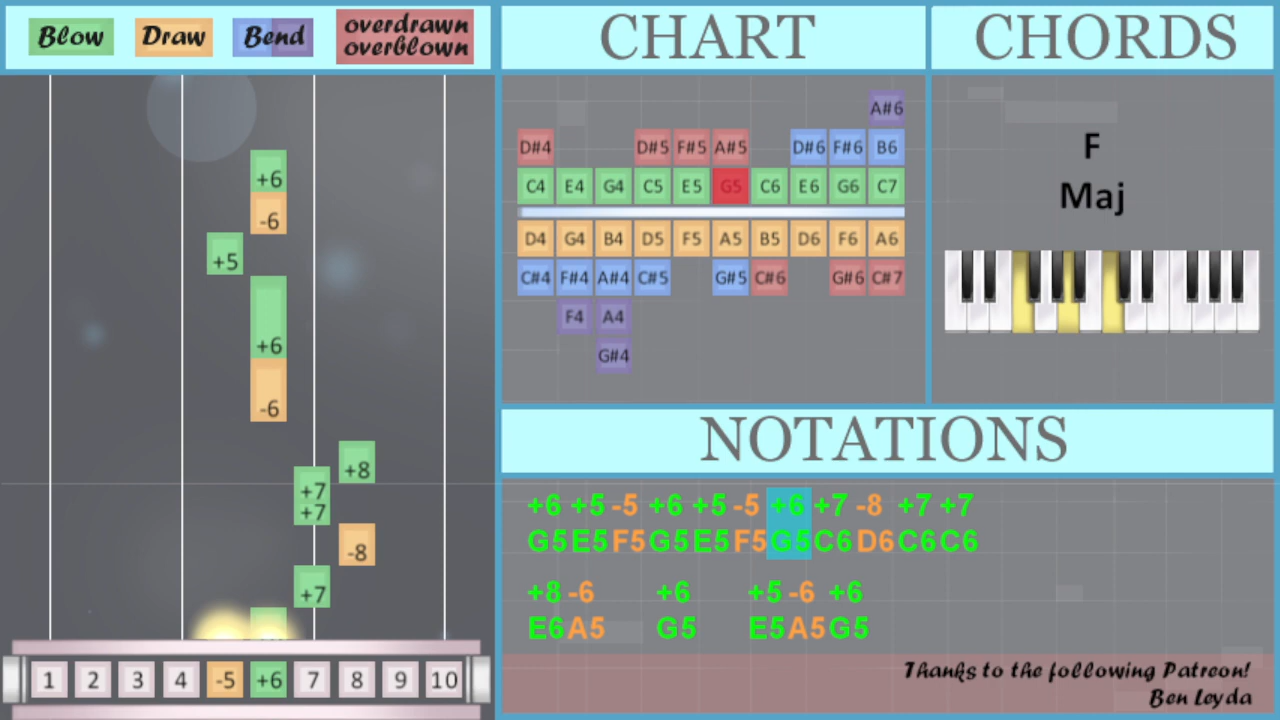 Blow Draw Bend overdrawn
overblown
CHART
CHORDS
+6
-6
+5
+6
-6
+8
+7
+7
-8
+7
1 2 3 4 -5 +6 7 8 9 10
A#6
D#4 D#5 F#5 A#5 D#6 F#6 B6
C4 E4 G4 C5 E5 G5 C6 E6 G6 C7
D4 G4 B4 D5 F5 A5 B5 D6 F6 A6
C#4 F#4 A#4 C#5 G#5 C#6 G#6 C#7
F4 A4
G#4
F
Maj
NOTATIONS
+6 +5 -5 +6 +5 -5 +6 +7 -8 +7 +7
G5 E5 F5 G5 E5 F5 G5 C6 D6 C6 C6
+8 -6 +6 +5 -6 +6
E6 A5 G5 E5 A5 G5
Thanks to the following Patreon!
Ben Leyda